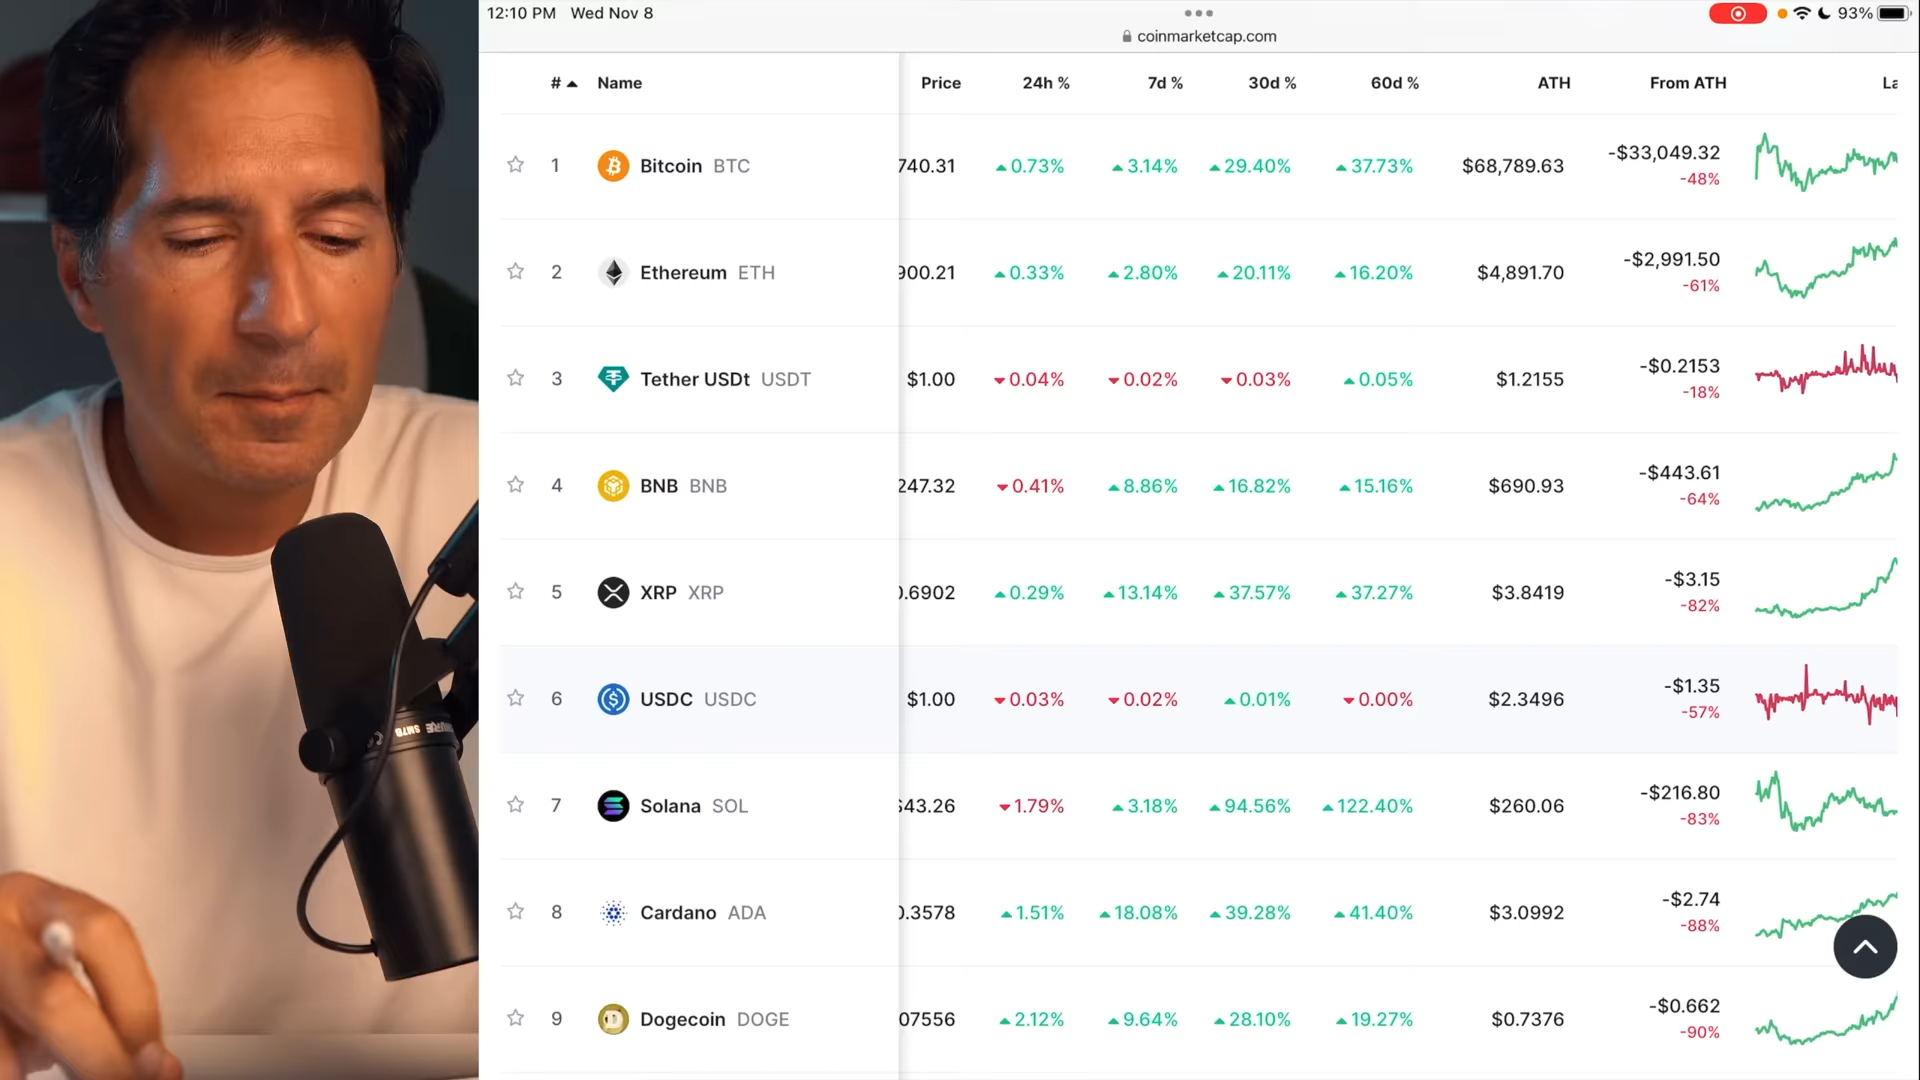 12:10 PM Wed Nov 8
93%
coinmarketcap.com
# Name Price 24h % 7d % 30d % 60d % ATH From ATH La
1 Bitcoin BTC 740.31 0.73% 3.14% 29.40% 37.73% $68,789.63 -$33,049.32
-48%
2 Ethereum ETH 900.21 0.33% 2.80% 20.11% 16.20% $4,891.70 -$2,991.50
-61%
3 Tether USDt USDT $1.00 0.04% 0.02% 0.03% 0.05% $1.2155 -$0.2153
-18%
4 BNB BNB 247.32 0.41% 8.86% 16.82% 15.16% $690.93 -$443.61
-64%
5 XRP XRP 0.6902 0.29% 13.14% 37.57% 37.27% $3.8419 -$3.15
-82%
6 USDC USDC $1.00 0.03% 0.02% 0.01% 0.00% $2.3496 -$1.35
-57%
7 Solana SOL $43.26 1.79% 3.18% 94.56% 122.40% $260.06 -$216.80
-83%
8 Cardano ADA 0.3578 1.51% 18.08% 39.28% 41.40% $3.0992 -$2.74
-88%
9 Dogecoin DOGE 07556 2.12% 9.64% 28.10% 19.27% $0.7376 -$0.662
-90%
SHURE SM7B